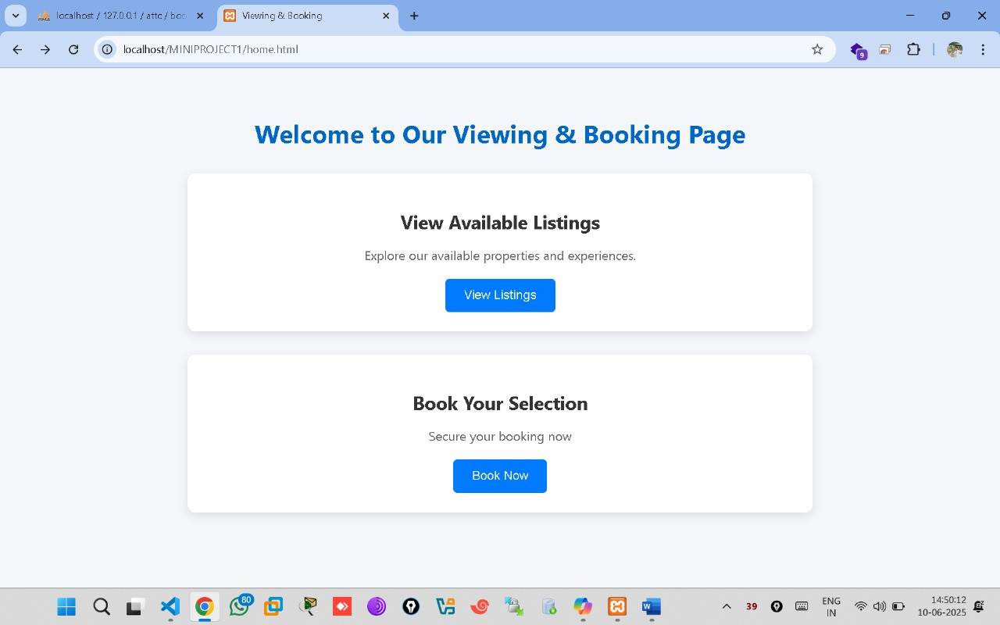 localhost / 127.0.0.1 / attc / boo
Viewing & Booking
localhost/MINIPROJECT1/home.html
9
Welcome to Our Viewing & Booking Page
View Available Listings
Explore our available properties and experiences.
View Listings
Book Your Selection
Secure your booking now
Book Now
80
39
ENG
IN
14:50:12
10-06-2025